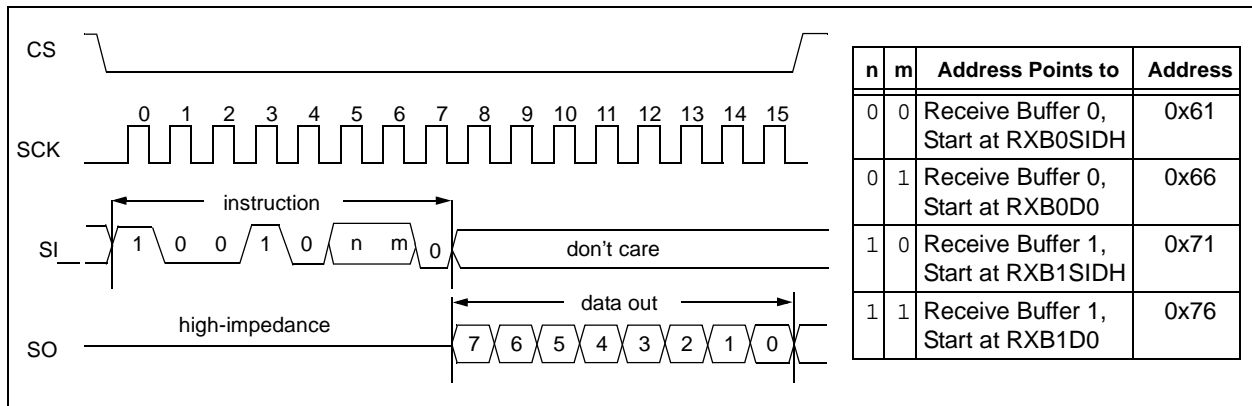 CS
SCK
0 1 2 3 4 5 6 7 8 9 10 11 12 13 14 15
instruction
SI
1 0 0 1 0 n m 0
don't care
data out
high-impedance
SO
7 6 5 4 3 2 1 0
n m Address Points to Address
0 0 Receive Buffer 0, 0x61
Start at RXB0SIDH
0 1 Receive Buffer 0, 0x66
Start at RXB0D0
1 0 Receive Buffer 1, 0x71
Start at RXB1SIDH
1 1 Receive Buffer 1, 0x76
Start at RXB1D0